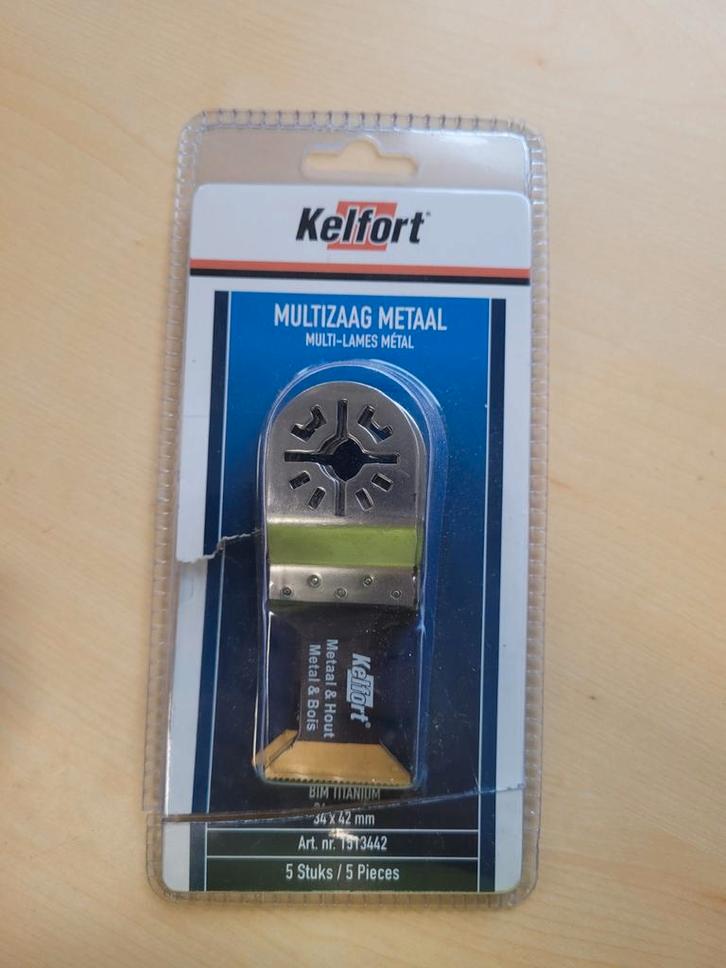 Kelfort
MULTIZAAG METAAL
MULTI-LAMES MÉTAL
Kelfort
Metaal & Hout
Metal & Bois
BIM TITANIUM
34 x 42 mm
Art. nr. 1513442
5 Stuks / 5 Pieces